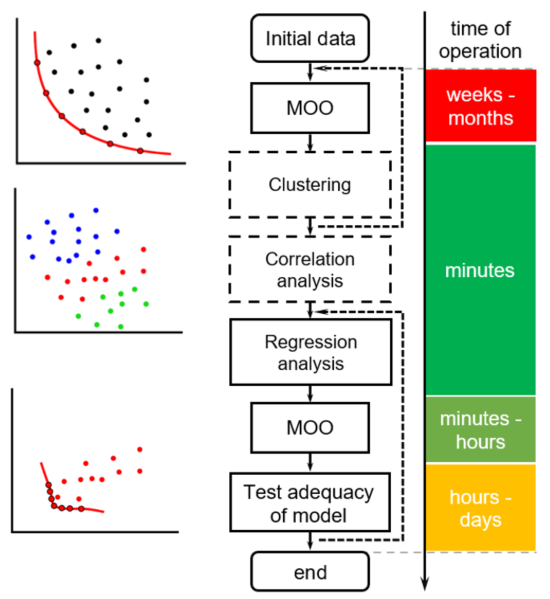 Initial data
time of
operation
MOO
weeks -
months
Clustering
Correlation
analysis
minutes
Regression
analysis
MOO
minutes -
hours
Test adequacy
of model
hours -
days
end